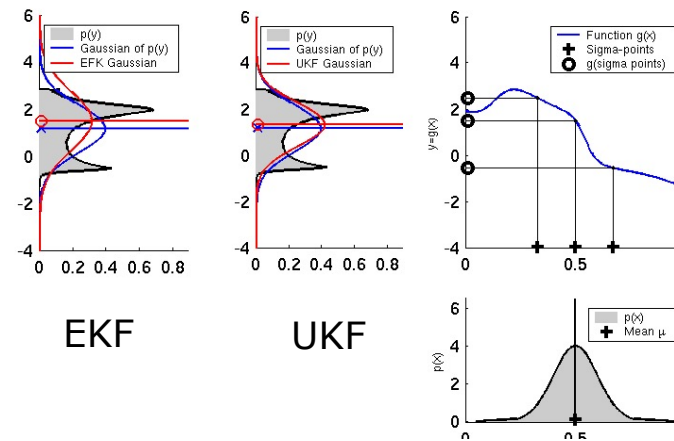 6
4
2
0
-2
-4
0 0.2 0.4 0.6 0.8
p(y)
Gaussian of p(y)
EFK Gaussian
EKF
6
4
2
0
-2
-4
0 0.2 0.4 0.6 0.8
p(y)
Gaussian of p(y)
UKF Gaussian
UKF
6
4
2
0
-2
-4
0 0.5
y=g(x)
Function g(x)
Sigma-points
g(sigma points)
6
4
2
0
0 0.5
p(x)
p(x)
Mean μ